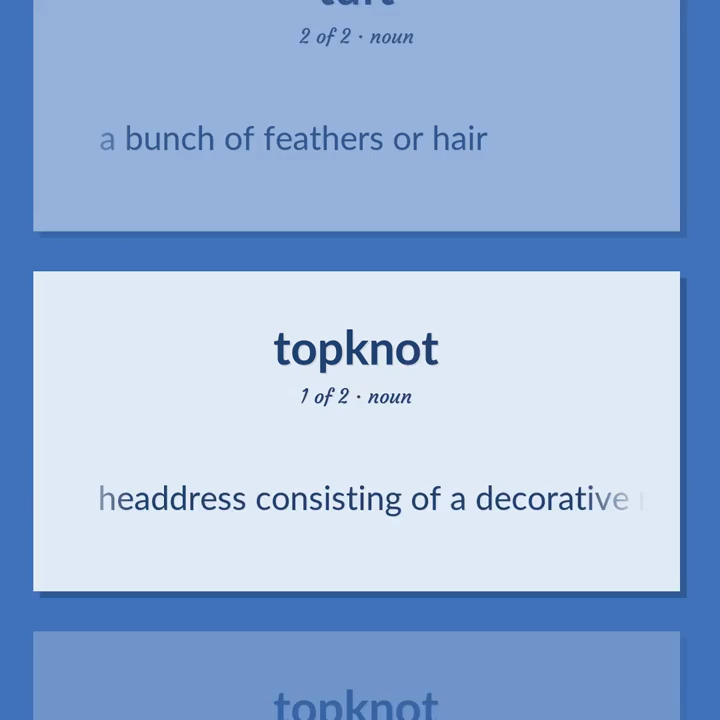 tuft
2 of 2 · noun
a bunch of feathers or hair
topknot
1 of 2 · noun
headdress consisting of a decorative
topknot